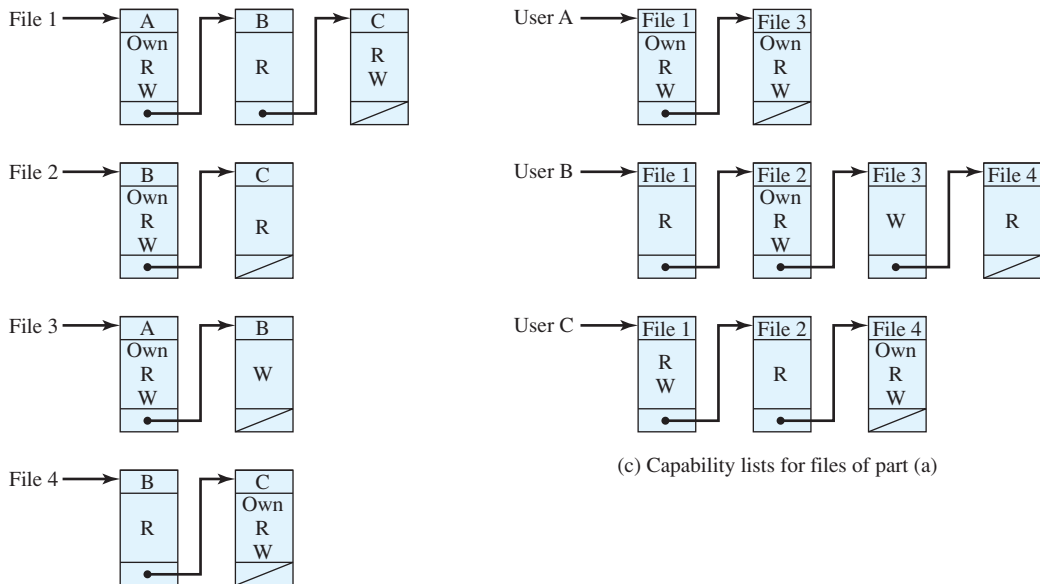 File 1
A
Own
R
W
B
R
C
R
W
File 2
B
Own
R
W
C
R
File 3
A
Own
R
W
B
W
File 4
B
R
C
Own
R
W
User A
File 1
Own
R
W
File 3
Own
R
W
User B
File 1
R
File 2
Own
R
W
File 3
W
File 4
R
User C
File 1
R
W
File 2
R
File 4
Own
R
W
(c) Capability lists for files of part (a)